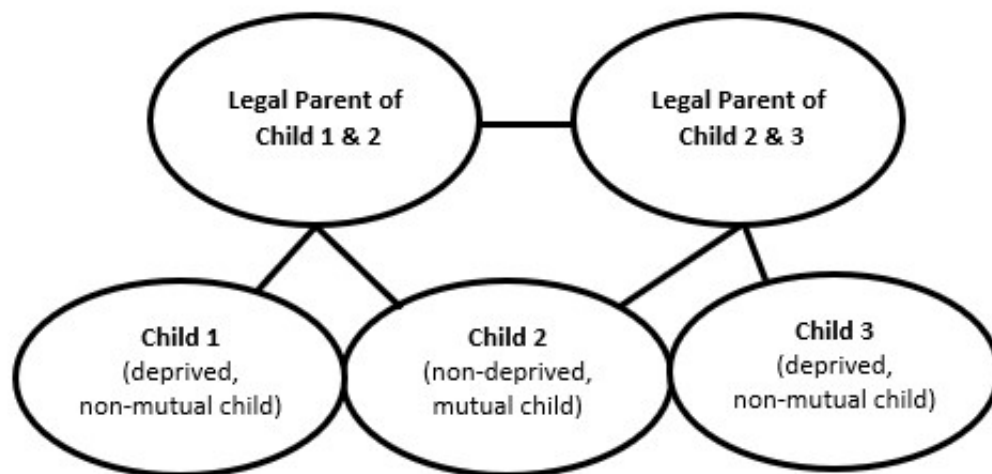 Legal Parent of
Child 1 & 2
Legal Parent of
Child 2 & 3
Child 1
(deprived,
non-mutual child)
Child 2
(non-deprived,
mutual child)
Child 3
(deprived,
non-mutual child)